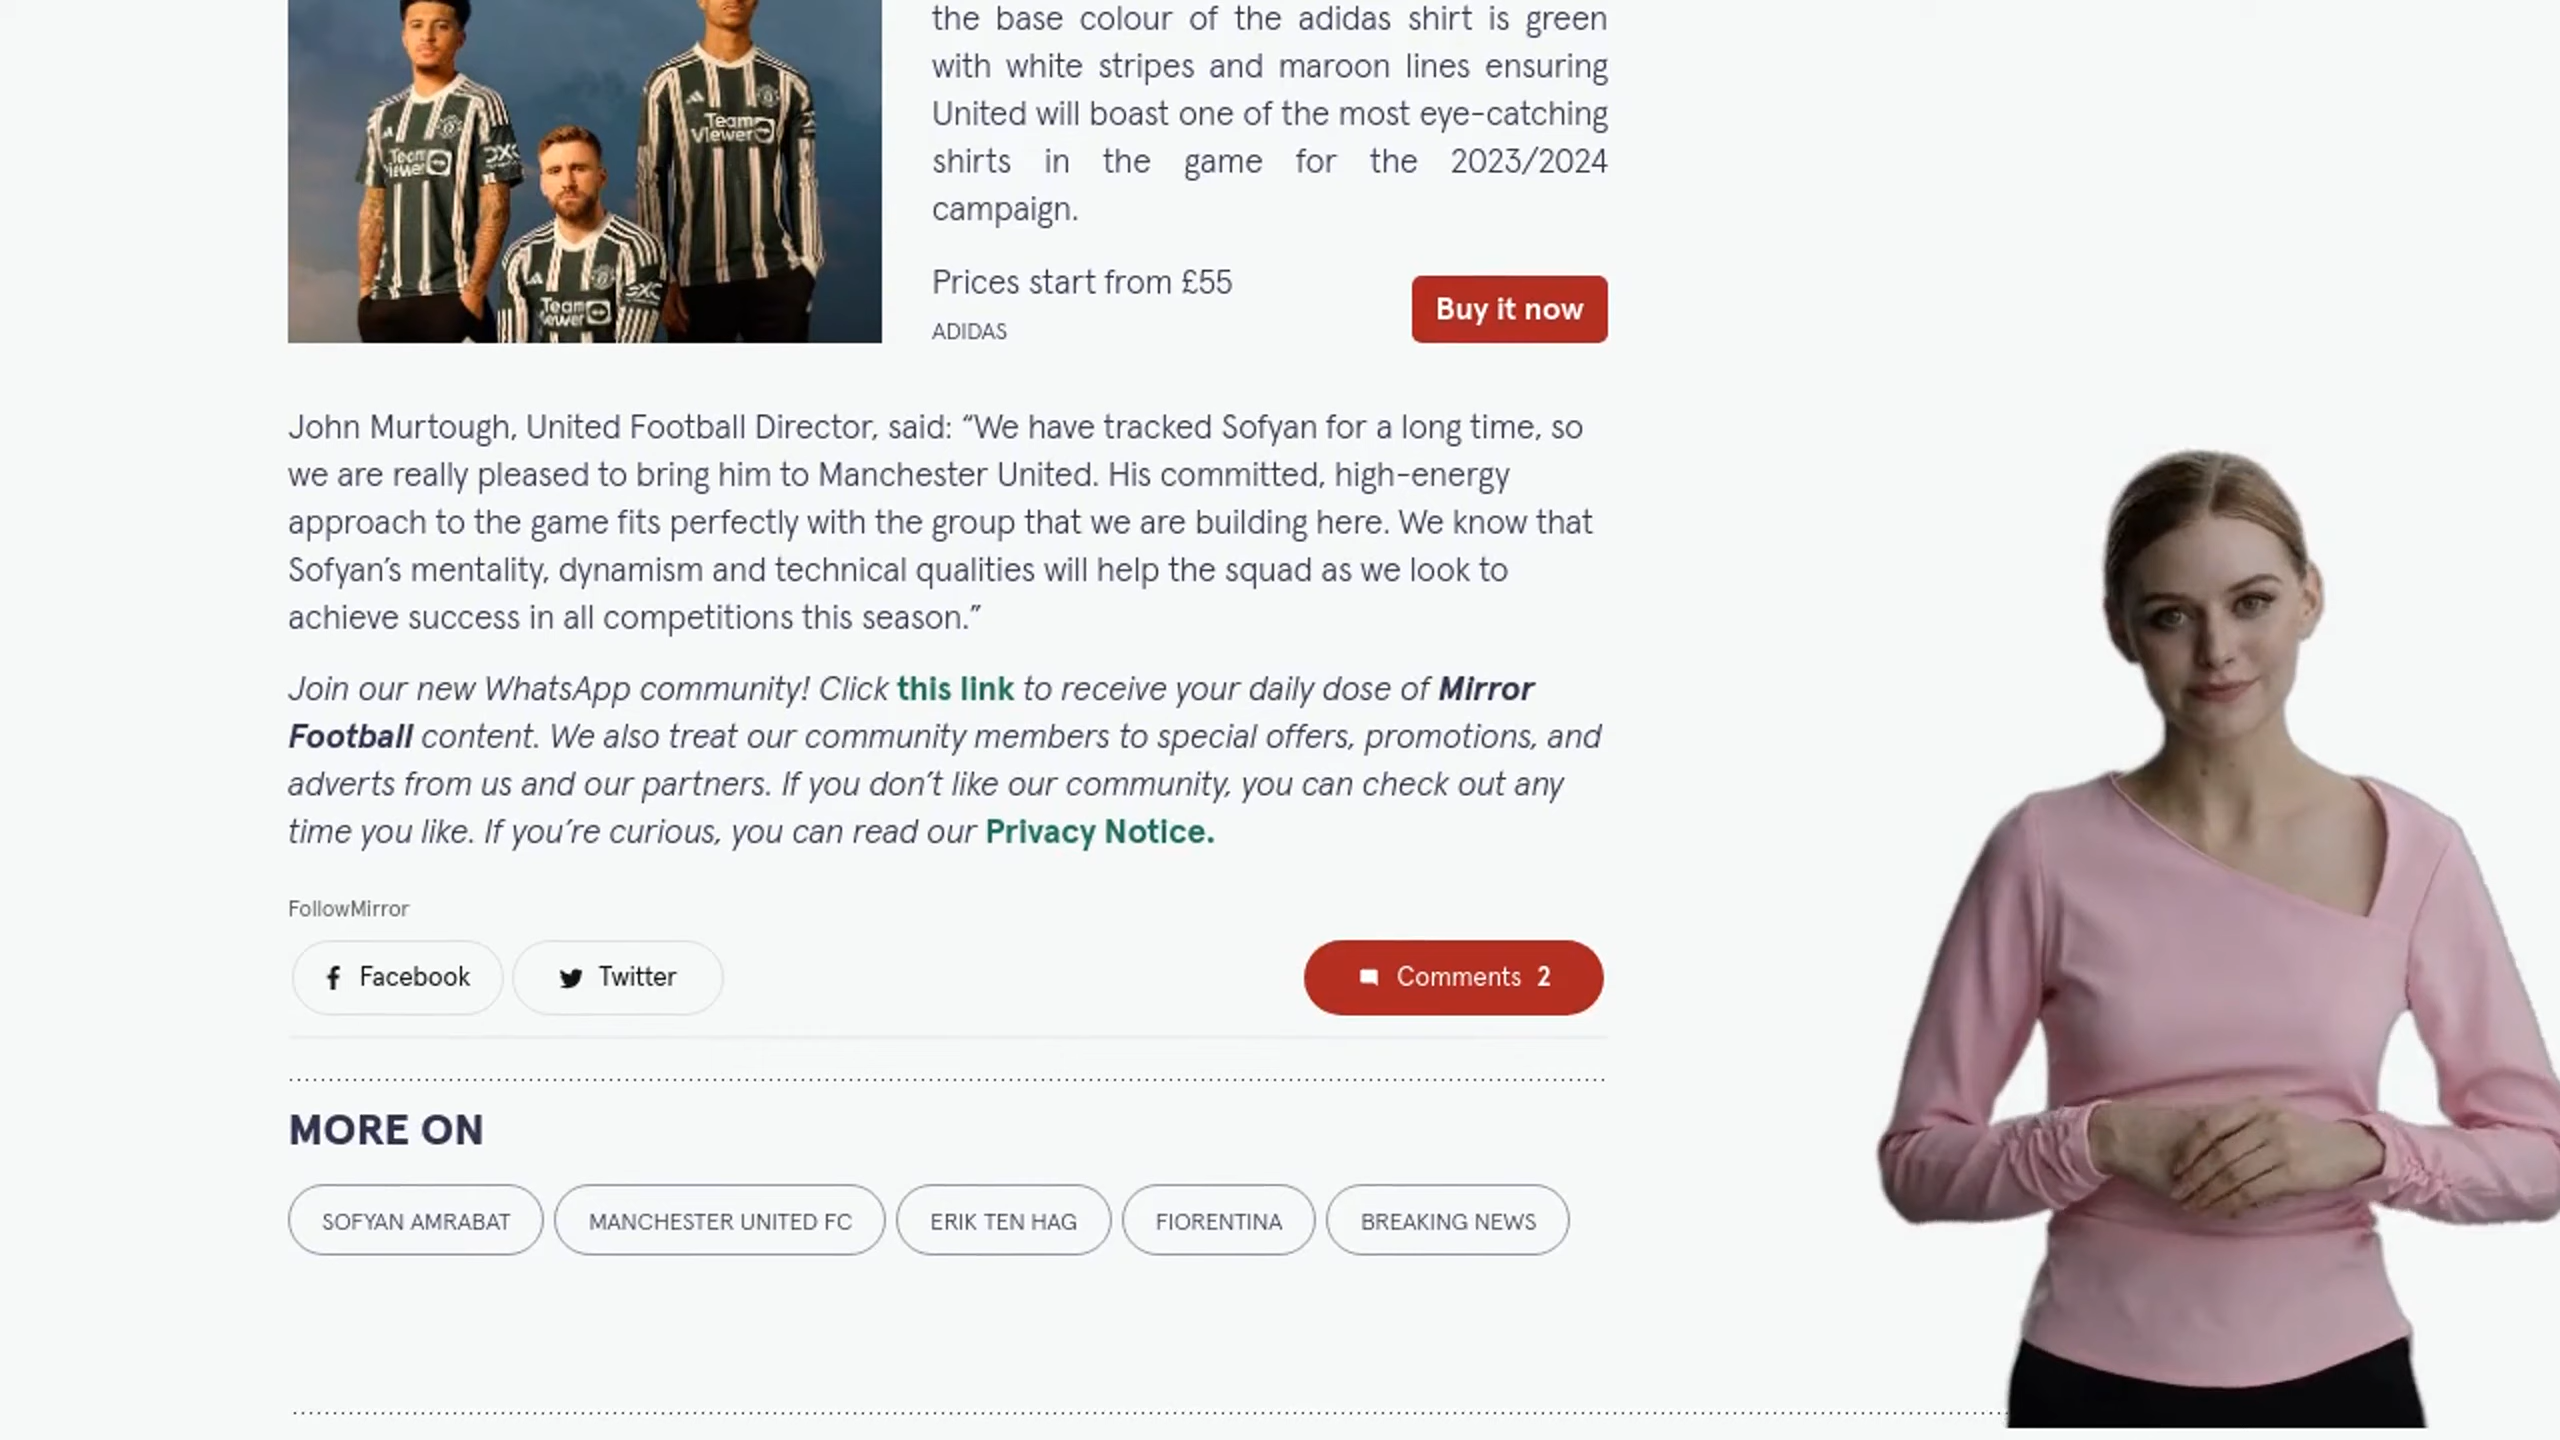 the base colour of the adidas shirt is green
with white stripes and maroon lines ensuring
United will boast one of the most eye-catching
shirts in the game for the 2023/2024
campaign.
Team
Viewer
Team
Viewer
DXC
Team
Viewer
DXC
Prices start from £55
ADIDAS
Buy it now
John Murtough, United Football Director, said: “We have tracked Sofyan for a long time, so
we are really pleased to bring him to Manchester United. His committed, high-energy
approach to the game fits perfectly with the group that we are building here. We know that
Sofyan’s mentality, dynamism and technical qualities will help the squad as we look to
achieve success in all competitions this season.”
Join our new WhatsApp community! Click this link to receive your daily dose of Mirror
Football content. We also treat our community members to special offers, promotions, and
adverts from us and our partners. If you don’t like our community, you can check out any
time you like. If you’re curious, you can read our Privacy Notice.
FollowMirror
Facebook
Twitter
Comments 2
MORE ON
SOFYAN AMRABAT
MANCHESTER UNITED FC
ERIK TEN HAG
FIORENTINA
BREAKING NEWS